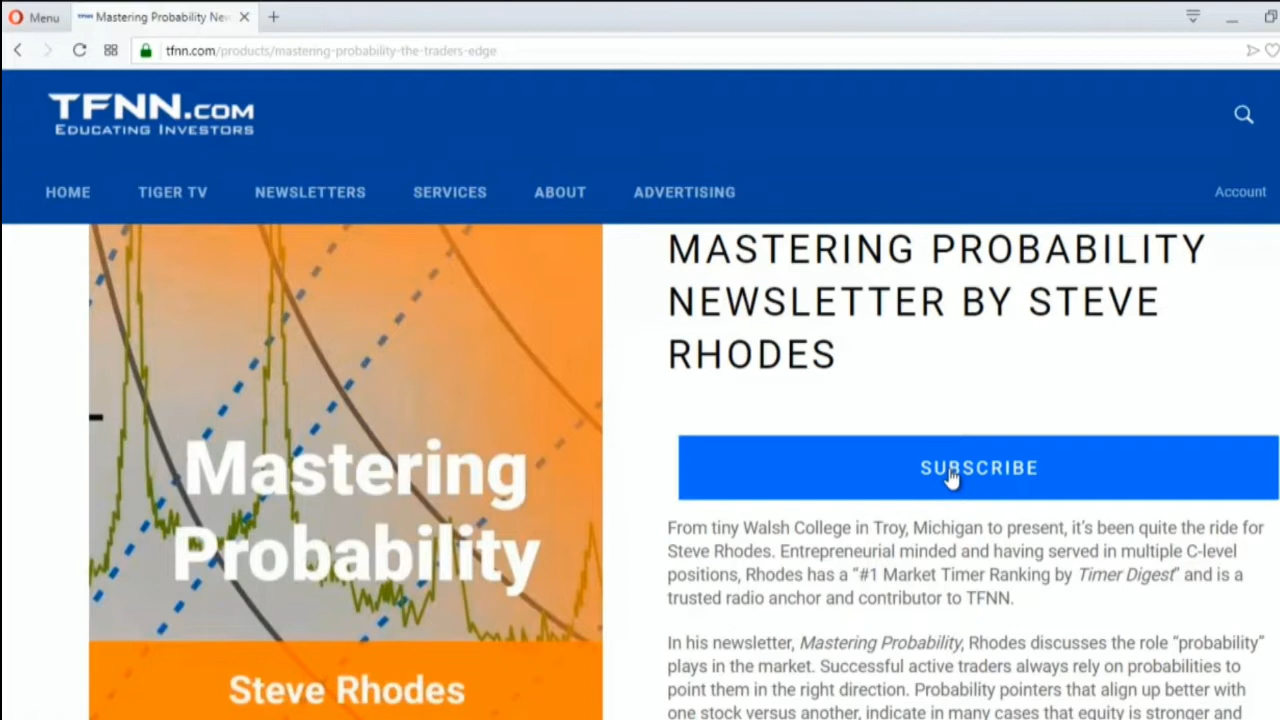 Menu
TFNN Mastering Probability New
tfnn.com/products/mastering-probability-the-traders-edge
TFNN.COM
EDUCATING INVESTORS
HOME TIGER TV NEWSLETTERS SERVICES ABOUT ADVERTISING Account
Mastering
Probability
Steve Rhodes
MASTERING PROBABILITY
NEWSLETTER BY STEVE
RHODES
SUBSCRIBE
From tiny Walsh College in Troy, Michigan to present, it's been quite the ride for
Steve Rhodes. Entrepreneurial minded and having served in multiple C-level
positions, Rhodes has a “#1 Market Timer Ranking by Timer Digest” and is a
trusted radio anchor and contributor to TFNN.
In his newsletter, Mastering Probability, Rhodes discusses the role “probability”
plays in the market. Successful active traders always rely on probabilities to
point them in the right direction. Probability pointers that align up better with
one stock versus another, indicate in many cases that equity is stronger and